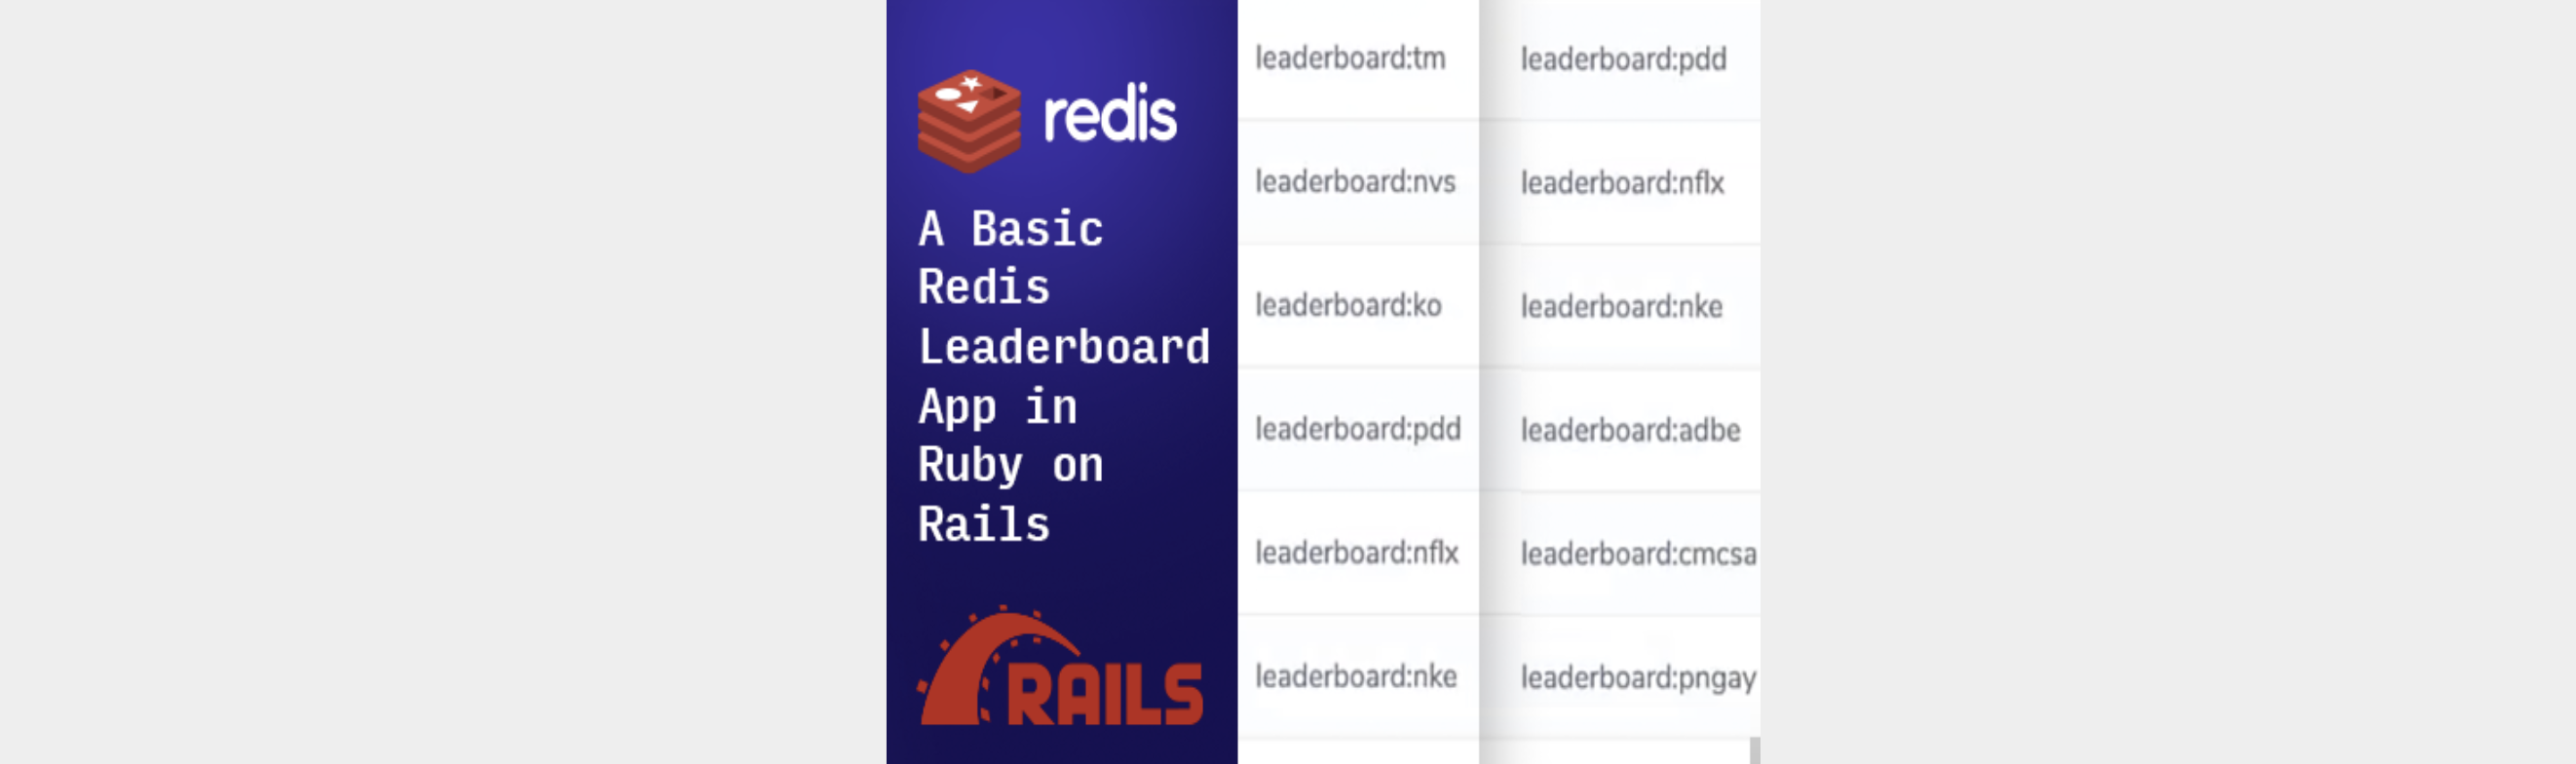 redis
A Basic
Redis
Leaderboard
App in
Ruby on
Rails
RAILS
leaderboard:tm
leaderboard:nvs
leaderboard:ko
leaderboard:pdd
leaderboard:nflx
leaderboard:nke
leaderboard:pdd
leaderboard:nflx
leaderboard:nke
leaderboard:adbe
leaderboard:cmcsa
leaderboard:pngay